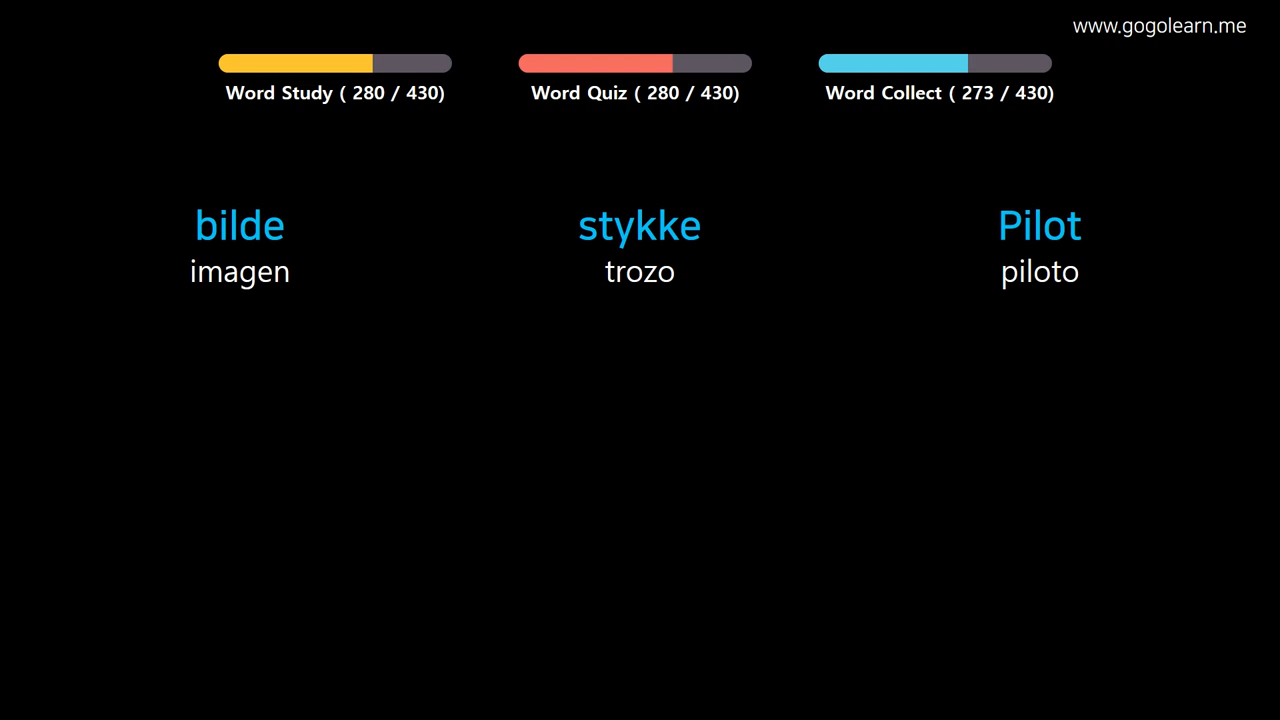 www.gogolearn.me
Word Study ( 280 / 430)
Word Quiz ( 280 / 430)
Word Collect ( 273 / 430)
bilde
imagen
stykke
trozo
Pilot
piloto